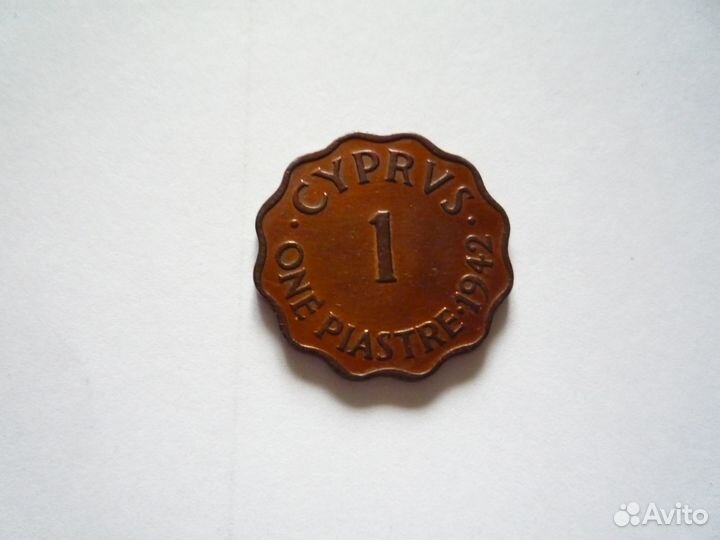 · CYPRVS ·
1
ONE PIASTRE · 1942
Avito